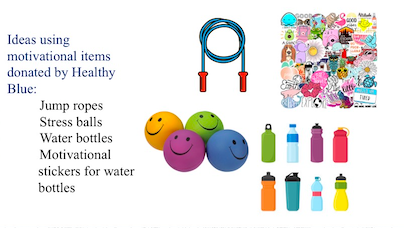 Ideas using
motivational items
donated by Healthy
Blue:
Jump ropes
Stress balls
Water bottles
Motivational
stickers for water
bottles